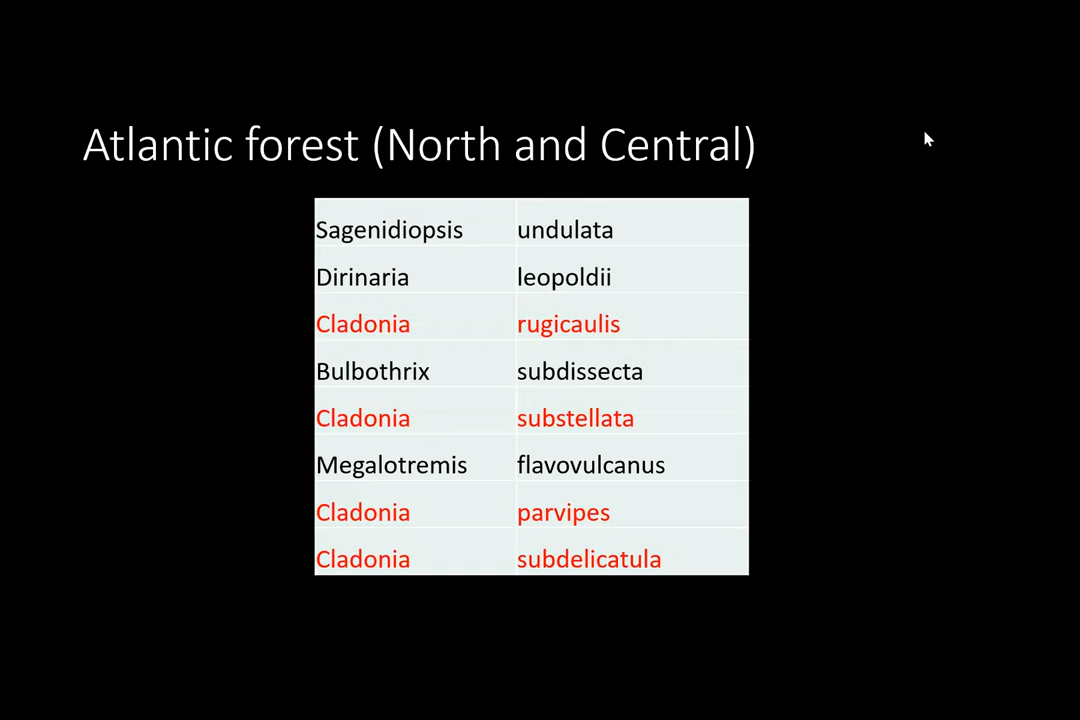 Atlantic forest (North and Central)
Sagenidiopsis undulata
Dirinaria leopoldii
Cladonia rugicaulis
Bulbothrix subdissecta
Cladonia substellata
Megalotremis flavovulcanus
Cladonia parvipes
Cladonia subdelicatula